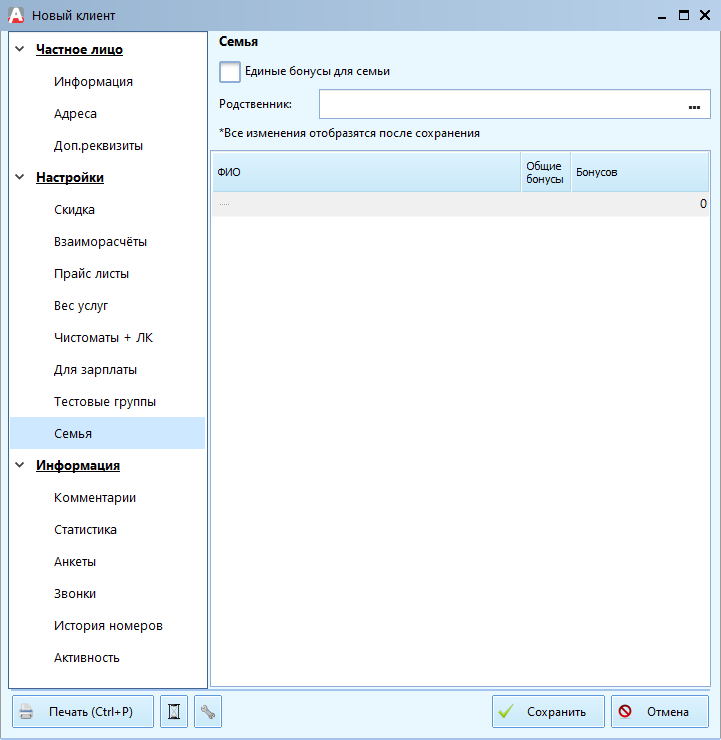 Новый клиент
Частное лицо
Информация
Адреса
Доп.реквизиты
Настройки
Скидка
Взаиморасчёты
Прайс листы
Вес услуг
Чистоматы + ЛК
Для зарплаты
Тестовые группы
Семья
Информация
Комментарии
Статистика
Анкеты
Звонки
История номеров
Активность
Семья
Единые бонусы для семьи
Родственник:
...
*Все изменения отобразятся после сохранения
ФИО
Общие
бонусы
Бонусов
.....
0
Печать (Ctrl+P)
Сохранить
Отмена